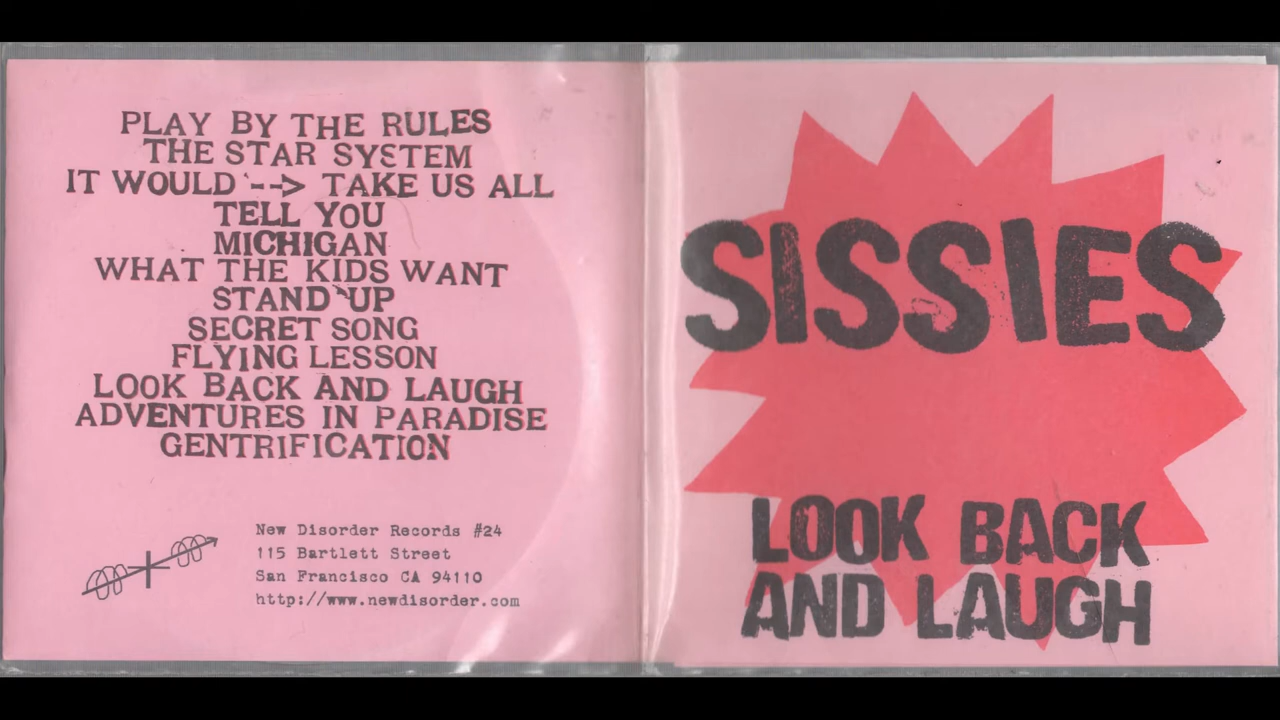 PLAY BY THE RULES
THE STAR SYSTEM
IT WOULD --> TAKE US ALL
TELL YOU
MICHIGAN
WHAT THE KIDS WANT
STAND UP
SECRET SONG
FLYING LESSON
LOOK BACK AND LAUGH
ADVENTURES IN PARADISE
GENTRIFICATION
New Disorder Records #24
115 Bartlett Street
San Francisco CA 94110
http://www.newdisorder.com
SISSIES
LOOK BACK
AND LAUGH